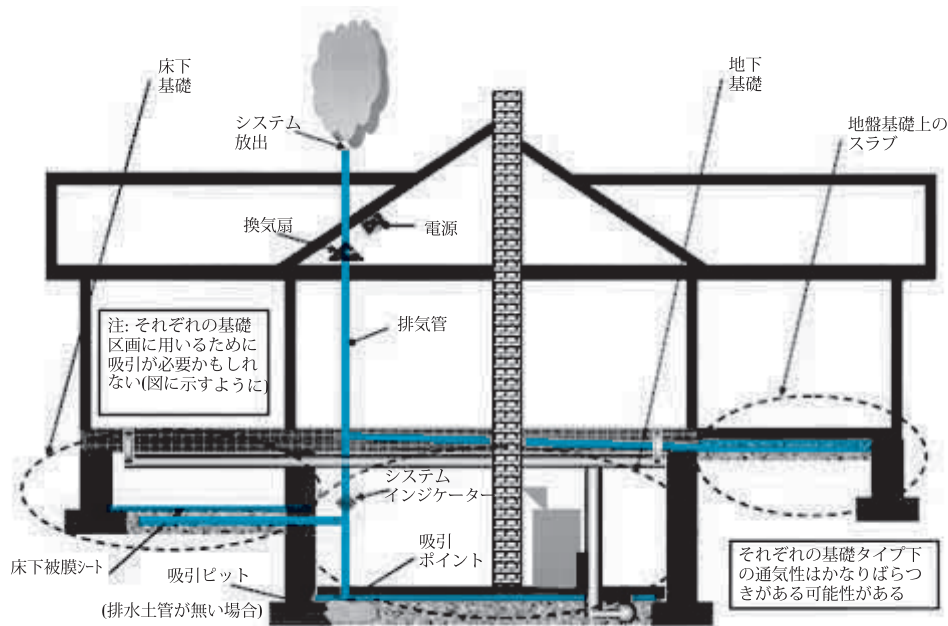 床下
基礎
地下
基礎
システム
放出
地盤基礎上の
スラブ
換気扇
電源
注: それぞれの基礎
区画に用いるために
吸引が必要かもしれ
ない(図に示すように)
排気管
システム
インジケーター
吸引
ポイント
床下被膜シート
吸引ピット
(排水土管が無い場合)
それぞれの基礎タイプ下
の通気性はかなりばらつ
きがある可能性がある